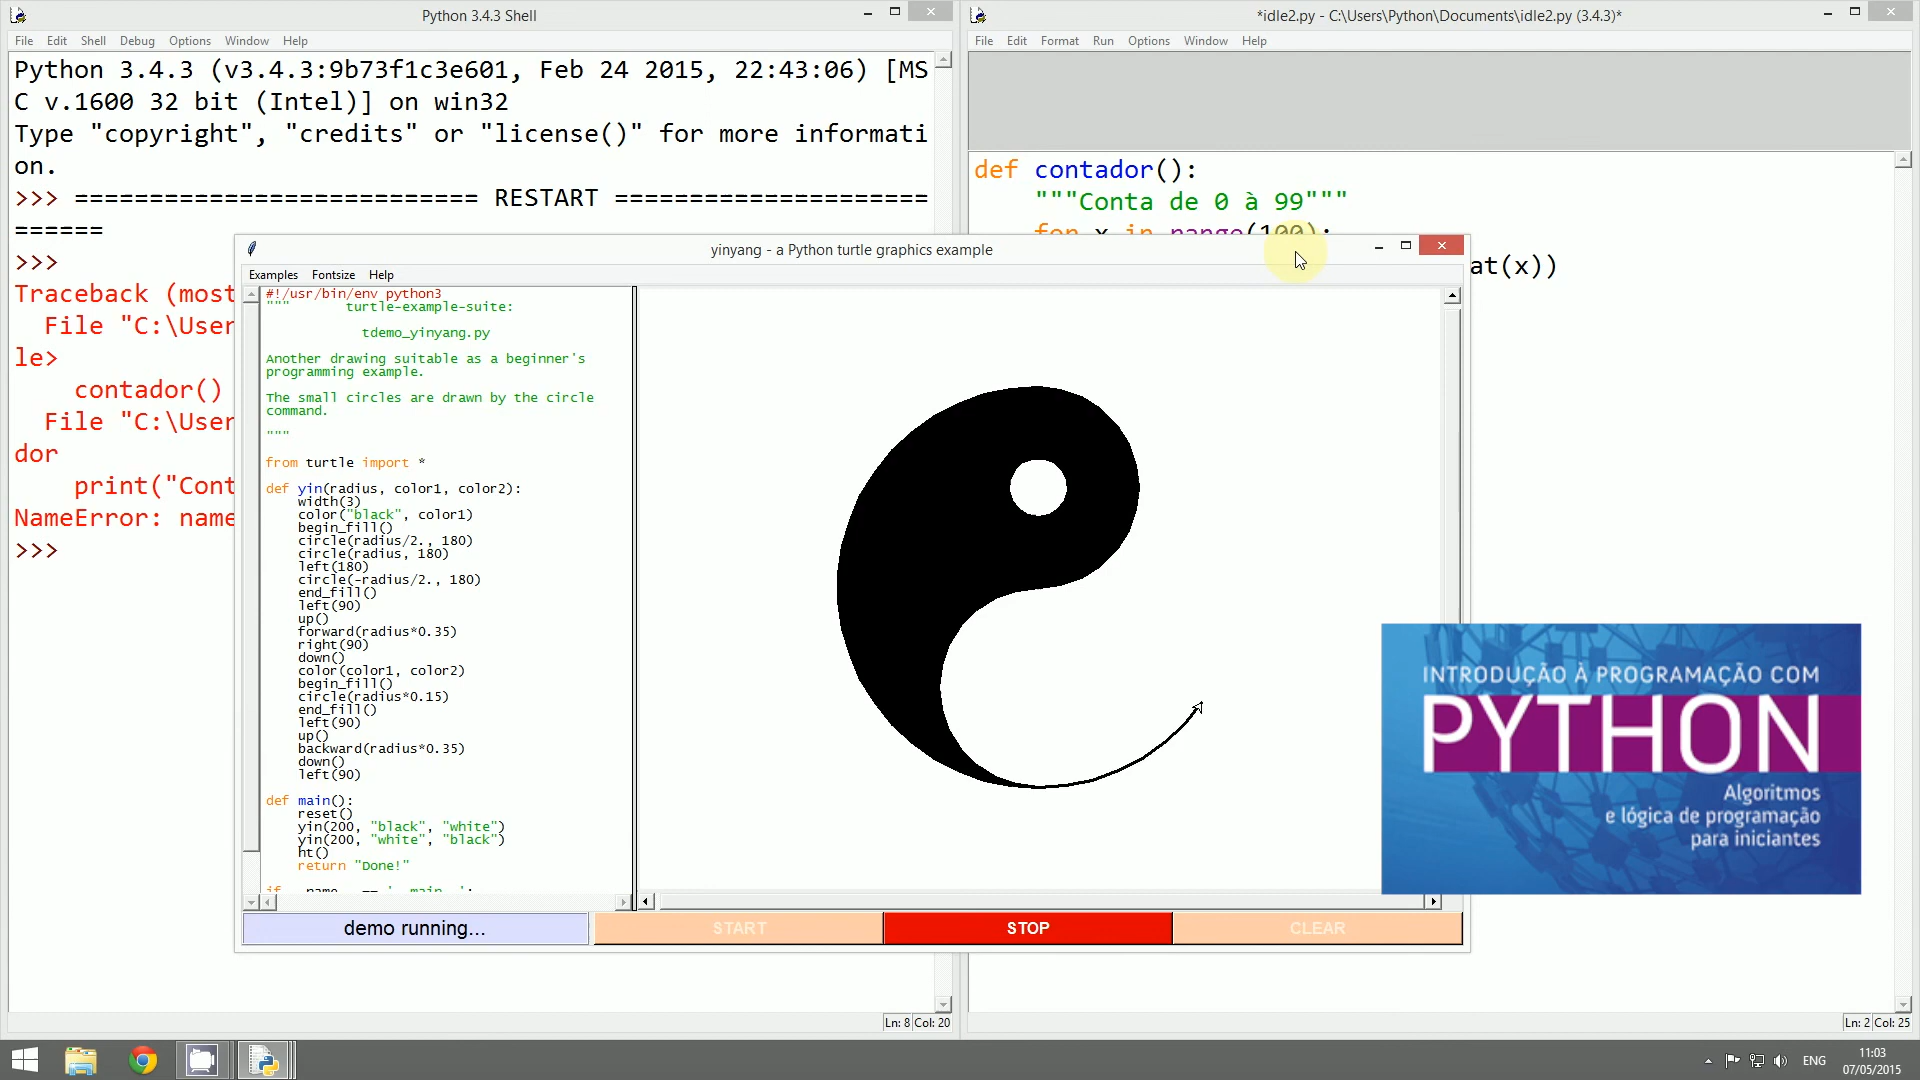 Python 3.4.3 Shell
File Edit Shell Debug Options Window Help
Python 3.4.3 (v3.4.3:9b73f1c3e601, Feb 24 2015, 22:43:06) [MS
C v.1600 32 bit (Intel)] on win32
Type "copyright", "credits" or "license()" for more informati
on.
>>> =========================== RESTART =====================
======
>>>
Traceback (most
File "C:\User
le>
contador()
File "C:\User
dor
print("Cont
NameError: name
>>>
Ln: 8 Col: 20
*idle2.py - C:\Users\Python\Documents\idle2.py (3.4.3)*
File Edit Format Run Options Window Help
def contador():
"""Conta de 0 à 99"""
for x in range(100):
at(x))
Ln: 2 Col: 25
yinyang - a Python turtle graphics example
Examples Fontsize Help
#!/usr/bin/env python3
""" turtle-example-suite:
tdemo_yinyang.py
Another drawing suitable as a beginner's
programming example.
The small circles are drawn by the circle
command.
"""
from turtle import *
def yin(radius, color1, color2):
width(3)
color("black", color1)
begin_fill()
circle(radius/2., 180)
circle(radius, 180)
left(180)
circle(-radius/2., 180)
end_fill()
left(90)
up()
forward(radius*0.35)
right(90)
down()
color(color1, color2)
begin_fill()
circle(radius*0.15)
end_fill()
left(90)
up()
backward(radius*0.35)
down()
left(90)
def main():
reset()
yin(200, "black", "white")
yin(200, "white", "black")
ht()
return "Done!"
demo running...
START
STOP
CLEAR
INTRODUÇÃO À PROGRAMAÇÃO COM
PYTHON
Algoritmos
e lógica de programação
para iniciantes
ENG
11:03
07/05/2015